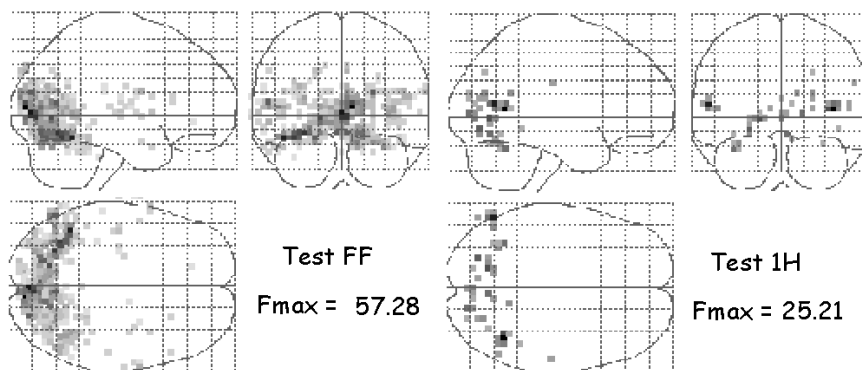 Test FF
Fmax = 57.28
Test 1H
Fmax = 25.21